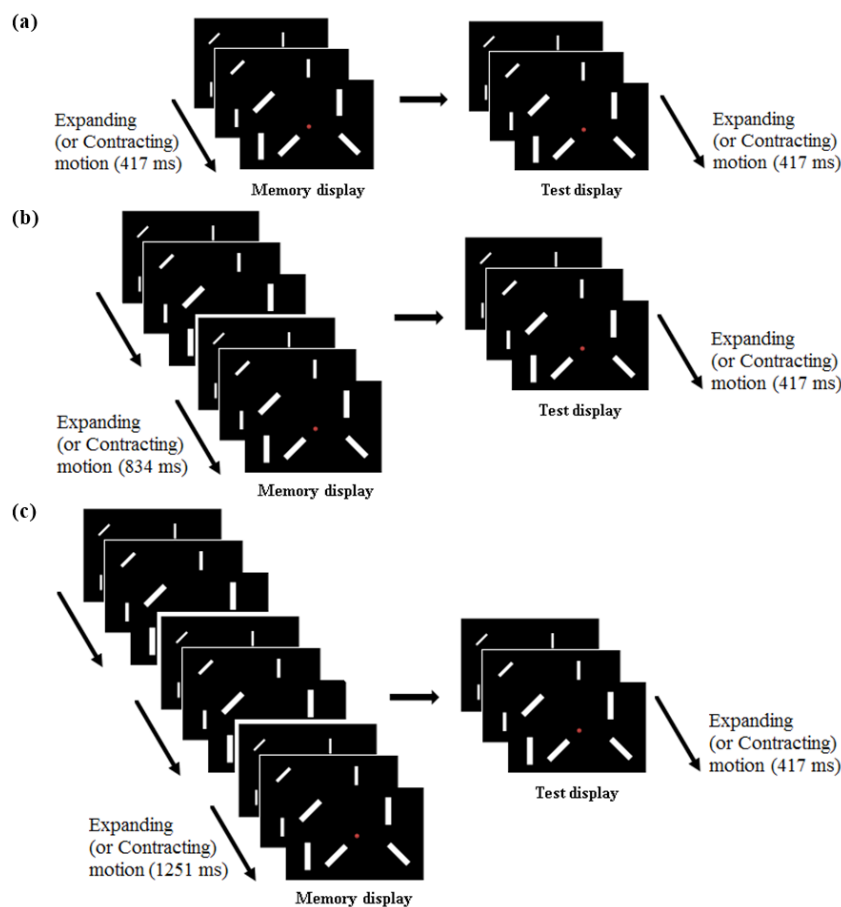 (a)
Expanding
(or Contracting)
motion (417 ms)
Memory display
Test display
Expanding
(or Contracting)
motion (417 ms)
(b)
Expanding
(or Contracting)
motion (834 ms)
Memory display
Test display
Expanding
(or Contracting)
motion (417 ms)
(c)
Expanding
(or Contracting)
motion (1251 ms)
Memory display
Test display
Expanding
(or Contracting)
motion (417 ms)